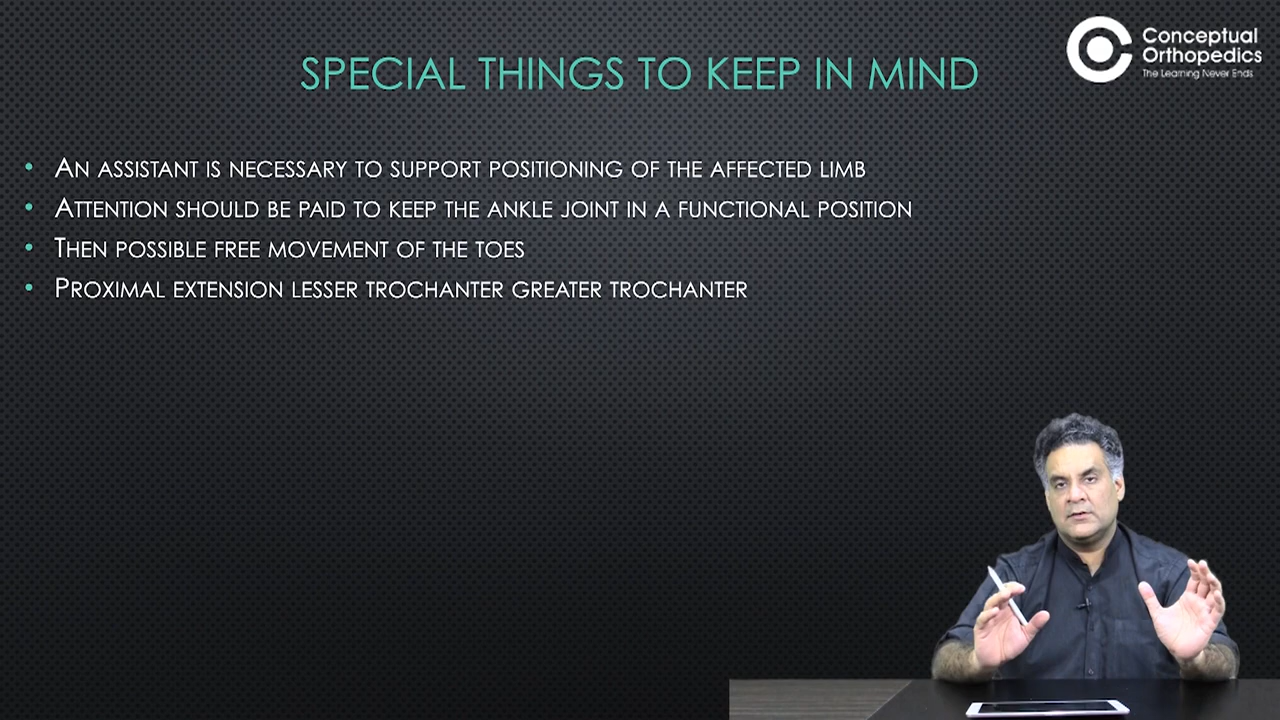 Conceptual
Orthopedics
The Learning Never Ends
SPECIAL THINGS TO KEEP IN MIND
• AN ASSISTANT IS NECESSARY TO SUPPORT POSITIONING OF THE AFFECTED LIMB
• ATTENTION SHOULD BE PAID TO KEEP THE ANKLE JOINT IN A FUNCTIONAL POSITION
• THEN POSSIBLE FREE MOVEMENT OF THE TOES
• PROXIMAL EXTENSION LESSER TROCHANTER GREATER TROCHANTER